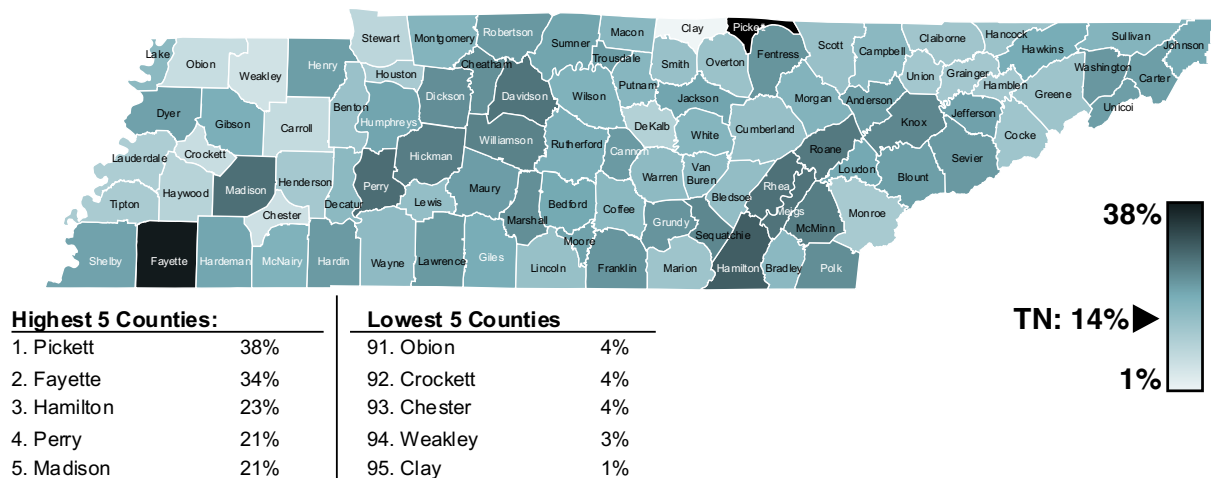 Lake
Obion
Weakley
Henry
Stewart
Montgomery
Robertson
Sumner
Macon
Clay
Pickett
Trousdale
Smith
Overton
Fentress
Scott
Campbell
Claiborne
Hancock
Hawkins
Sullivan
Johnson
Houston
Cheatham
Dickson
Davidson
Wilson
Putnam
Jackson
Morgan
Anderson
Union
Grainger
Hamblen
Greene
Washington
Carter
Unicoi
Dyer
Gibson
Carroll
Benton
Humphreys
Williamson
Rutherford
Cannon
DeKalb
White
Cumberland
Roane
Knox
Jefferson
Cocke
Sevier
Blount
Loudon
Lauderdale
Crockett
Haywood
Madison
Henderson
Perry
Hickman
Maury
Warren
Van
Buren
Bledsoe
Rhea
Meigs
McMinn
Monroe
Tipton
Chester
Decatur
Lewis
Marshall
Bedford
Coffee
Grundy
Sequatchie
Shelby
Fayette
Hardeman
McNairy
Hardin
Wayne
Lawrence
Giles
Lincoln
Moore
Franklin
Marion
Hamilton
Bradley
Polk
38%
TN: 14%
1%
Highest 5 Counties:
1. Pickett 38%
2. Fayette 34%
3. Hamilton 23%
4. Perry 21%
5. Madison 21%
Lowest 5 Counties
91. Obion 4%
92. Crockett 4%
93. Chester 4%
94. Weakley 3%
95. Clay 1%